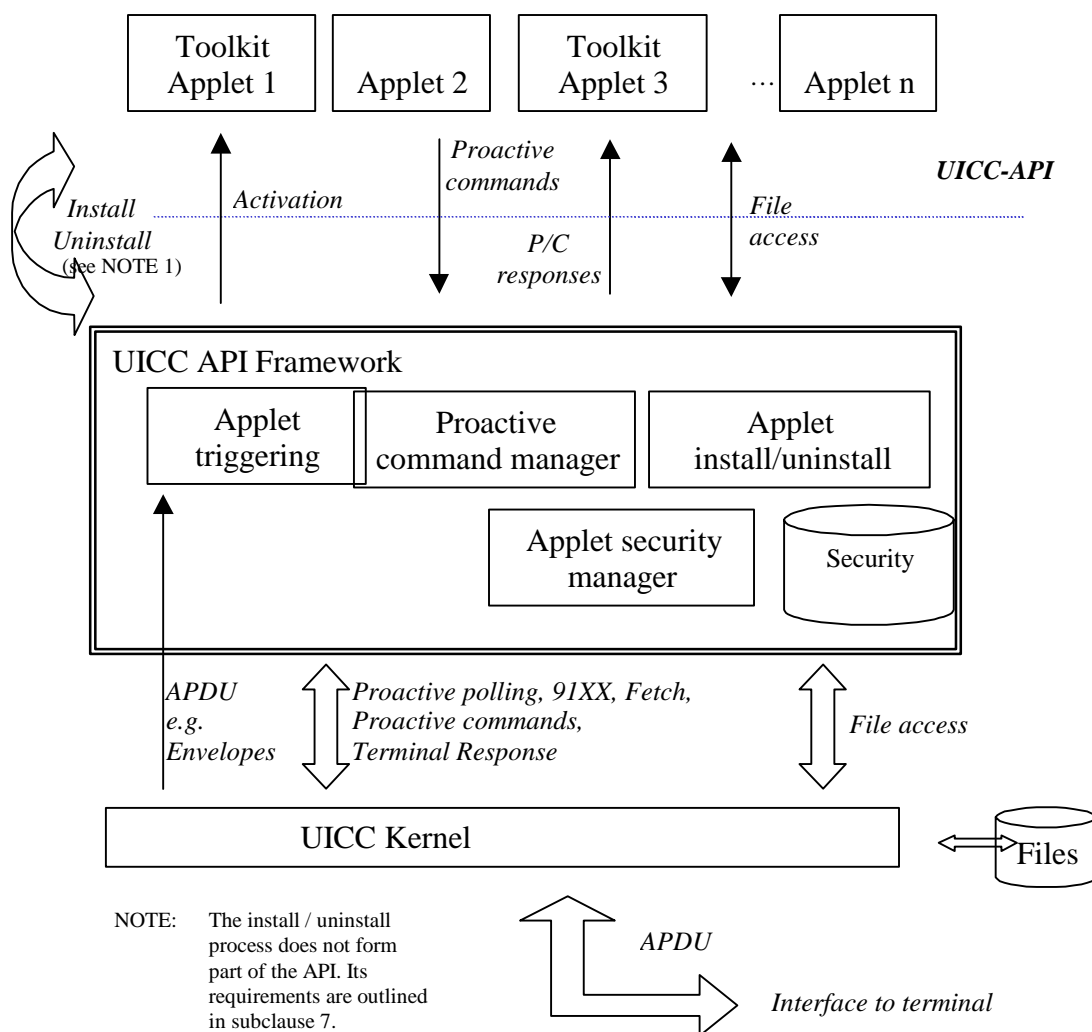 Toolkit
Applet 1
Applet 2
Toolkit
Applet 3
...
Applet n
Proactive
commands
UICC-API
Install
Uninstall
(see NOTE 1)
Activation
P/C
responses
File
access
UICC API Framework
Applet
triggering
Proactive
command manager
Applet
install/uninstall
Applet security
manager
Security
APDU
e.g.
Envelopes
Proactive polling, 91XX, Fetch,
Proactive commands,
Terminal Response
File access
UICC Kernel
Files
NOTE: The install / uninstall
process does not form
part of the API. Its
requirements are outlined
in subclause 7.
APDU
Interface to terminal